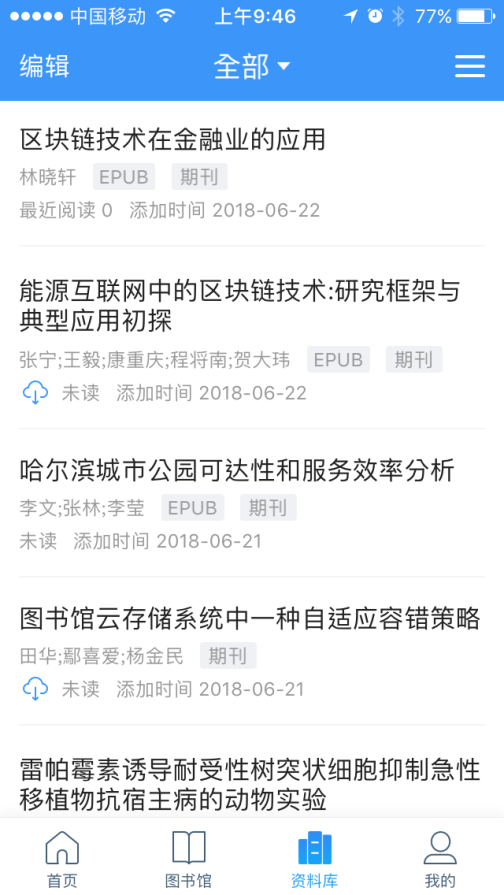 中国移动 上午9:46 77%
编辑 全部
区块链技术在金融业的应用
林晓轩 EPUB 期刊
最近阅读 0 添加时间 2018-06-22
能源互联网中的区块链技术:研究框架与
典型应用初探
张宁;王毅;康重庆;程将南;贺大玮 EPUB 期刊
未读 添加时间 2018-06-22
哈尔滨城市公园可达性和服务效率分析
李文;张林;李莹 EPUB 期刊
未读 添加时间 2018-06-21
图书馆云存储系统中一种自适应容错策略
田华;鄢喜爱;杨金民 期刊
未读 添加时间 2018-06-21
雷帕霉素诱导耐受性树突状细胞抑制急性
移植物抗宿主病的动物实验
首页 图书馆 资料库 我的